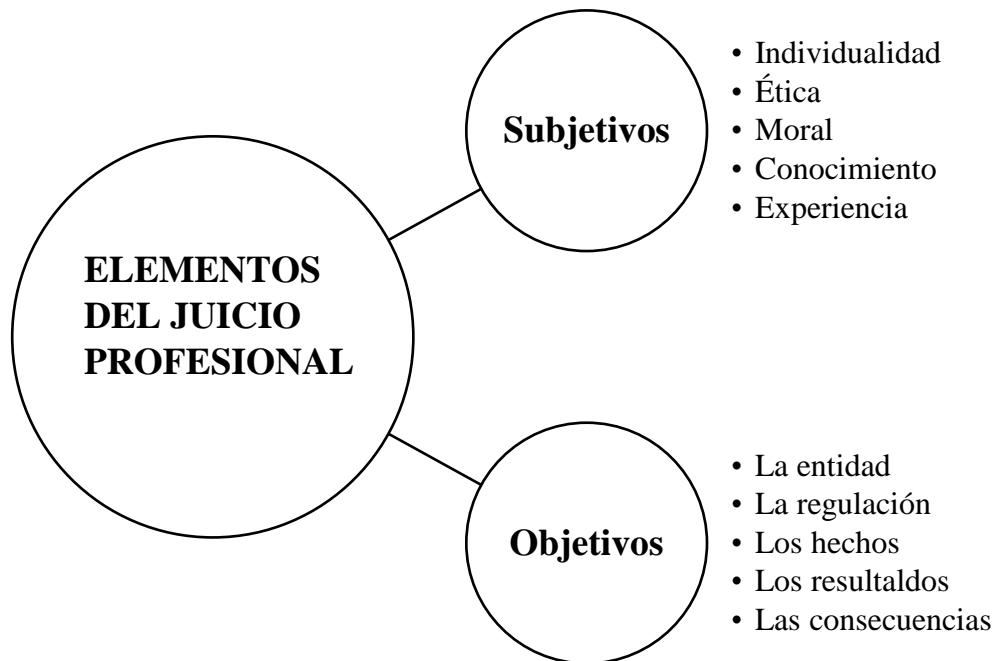 ELEMENTOS
DEL JUICIO
PROFESIONAL
Subjetivos
• Individualidad
• Ética
• Moral
• Conocimiento
• Experiencia
Objetivos
• La entidad
• La regulación
• Los hechos
• Los resultaldos
• Las consecuencias